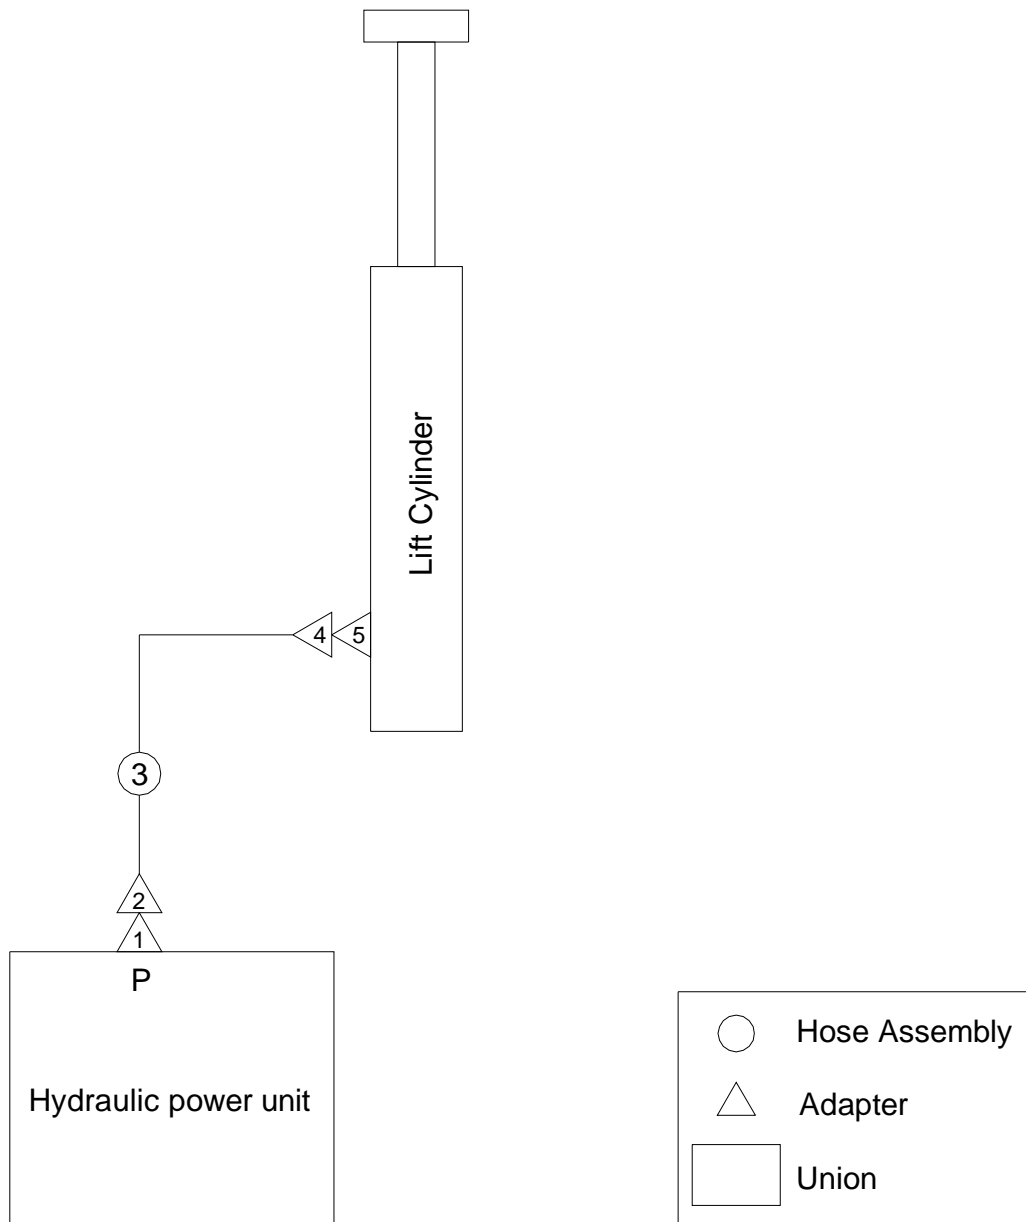 Lift Cylinder
4
5
3
2
1
P
Hydraulic power unit
Hose Assembly
Adapter
Union